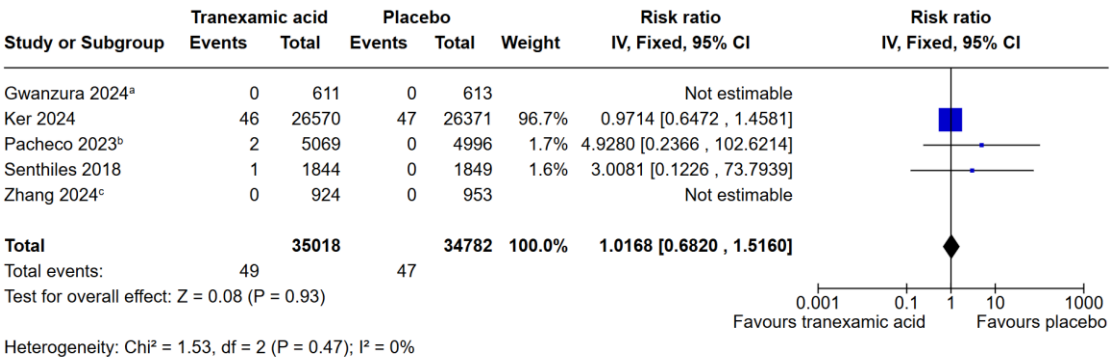 Tranexamic acid Placebo Risk ratio Risk ratio
Study or Subgroup Events Total Events Total Weight IV, Fixed, 95% CI IV, Fixed, 95% CI
Gwanzura 2024ᵃ 0 611 0 613 Not estimable
Ker 2024 46 26570 47 26371 96.7% 0.9714 [0.6472 , 1.4581]
Pacheco 2023ᵇ 2 5069 0 4996 1.7% 4.9280 [0.2366 , 102.6214]
Senthiles 2018 1 1844 0 1849 1.6% 3.0081 [0.1226 , 73.7939]
Zhang 2024ᶜ 0 924 0 953 Not estimable
Total 35018 34782 100.0% 1.0168 [0.6820 , 1.5160]
Total events: 49 47
Test for overall effect: Z = 0.08 (P = 0.93)
0.001 0.1 1 10 1000
Favours tranexamic acid Favours placebo
Heterogeneity: Chi² = 1.53, df = 2 (P = 0.47); I² = 0%